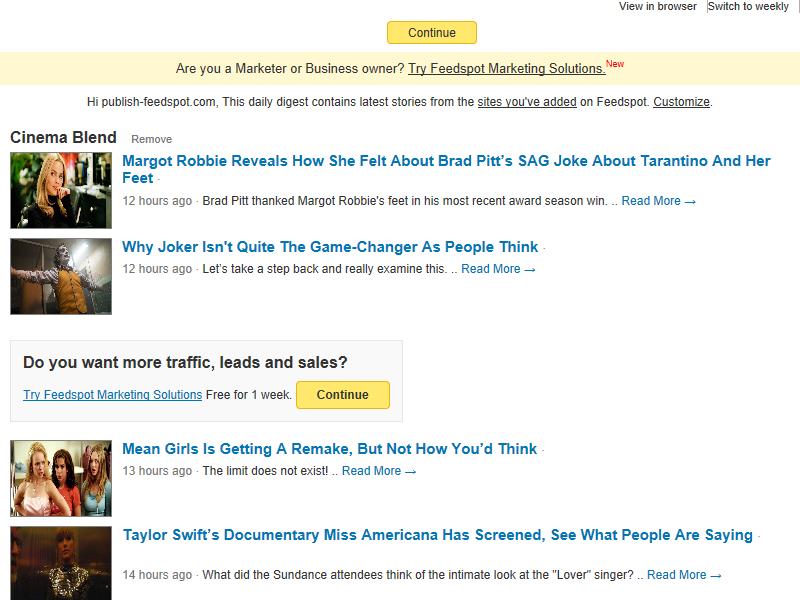 View in browser | Switch to weekly
Continue
Are you a Marketer or Business owner? Try Feedspot Marketing Solutions. New
Hi publish-feedspot.com, This daily digest contains latest stories from the sites you've added on Feedspot. Customize.
Cinema Blend Remove
Margot Robbie Reveals How She Felt About Brad Pitt’s SAG Joke About Tarantino And Her
Feet ·
12 hours ago · Brad Pitt thanked Margot Robbie's feet in his most recent award season win. .. Read More →
Why Joker Isn't Quite The Game-Changer As People Think ·
12 hours ago · Let’s take a step back and really examine this. .. Read More →
Do you want more traffic, leads and sales?
Try Feedspot Marketing Solutions Free for 1 week. Continue
Mean Girls Is Getting A Remake, But Not How You’d Think ·
13 hours ago · The limit does not exist! .. Read More →
Taylor Swift’s Documentary Miss Americana Has Screened, See What People Are Saying ·
14 hours ago · What did the Sundance attendees think of the intimate look at the "Lover" singer? .. Read More →